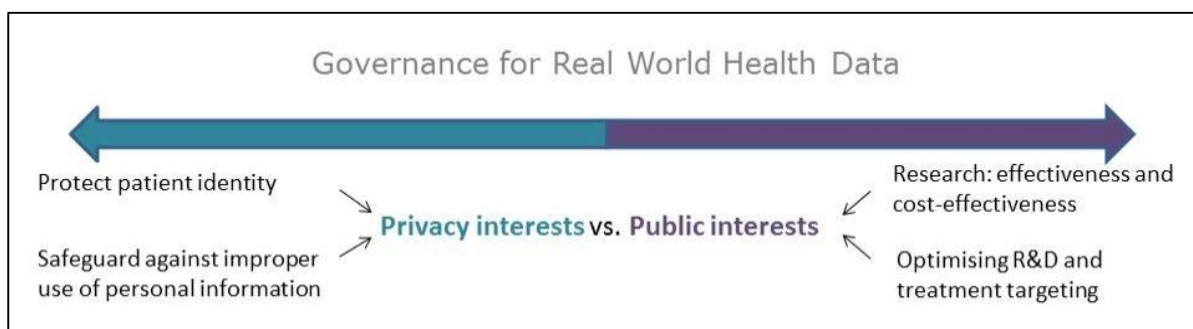 Governance for Real World Health Data
Protect patient identity
Safeguard against improper
use of personal information
Privacy interests vs. Public interests
Research: effectiveness and
cost-effectiveness
Optimising R&D and
treatment targeting